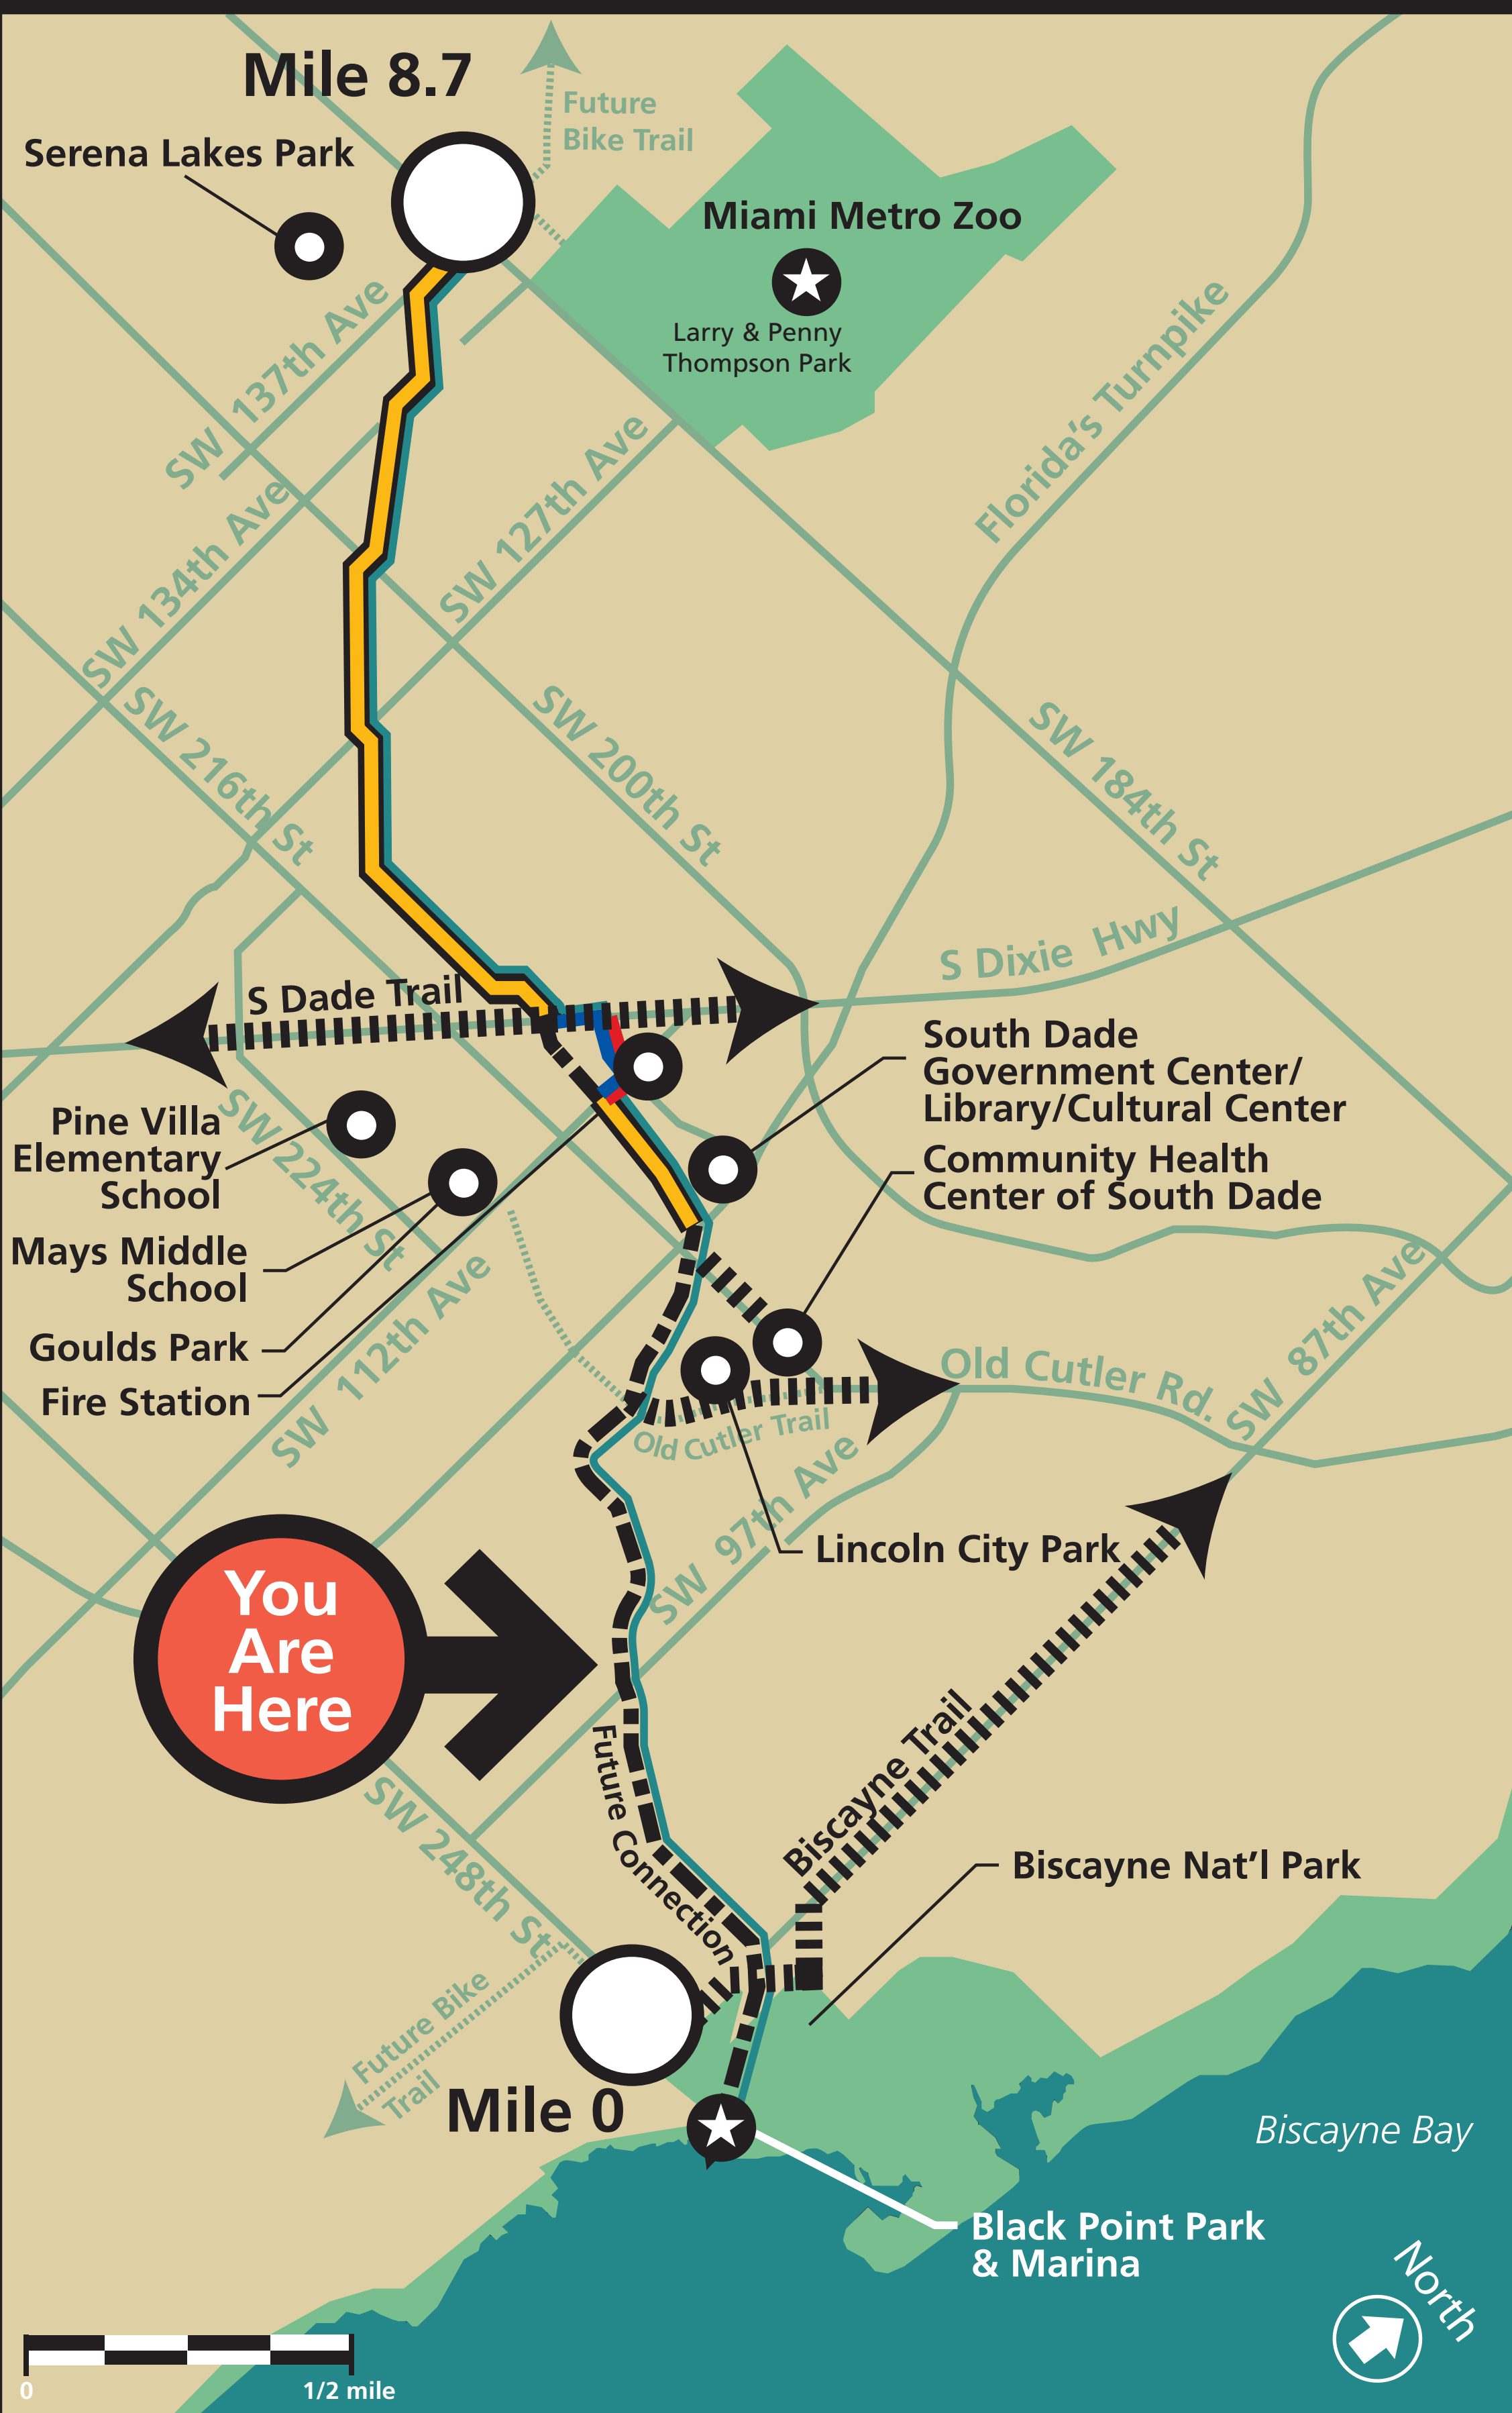 Mile 8.7
Future
Bike Trail
Serena Lakes Park
Miami Metro Zoo
Larry & Penny
Thompson Park
SW 137th Ave
Florida's Turnpike
SW 127th Ave
SW 134th Ave
SW 216th St
SW 200th St
SW 184th St
S Dixie Hwy
S Dade Trail
South Dade
Government Center/
Library/Cultural Center
Pine Villa
Elementary
School
SW 224th St
Community Health
Center of South Dade
Mays Middle
School
SW 112th Ave
Goulds Park
Fire Station
Old Cutler Rd.
SW 87th Ave
Old Cutler Trail
SW 97th Ave
Lincoln City Park
You
Are
Here
Future Connection
Biscayne Trail
SW 248th St
Biscayne Nat'l Park
Future Bike
Trail
Mile 0
Biscayne Bay
Black Point Park
& Marina
North
0
1/2 mile